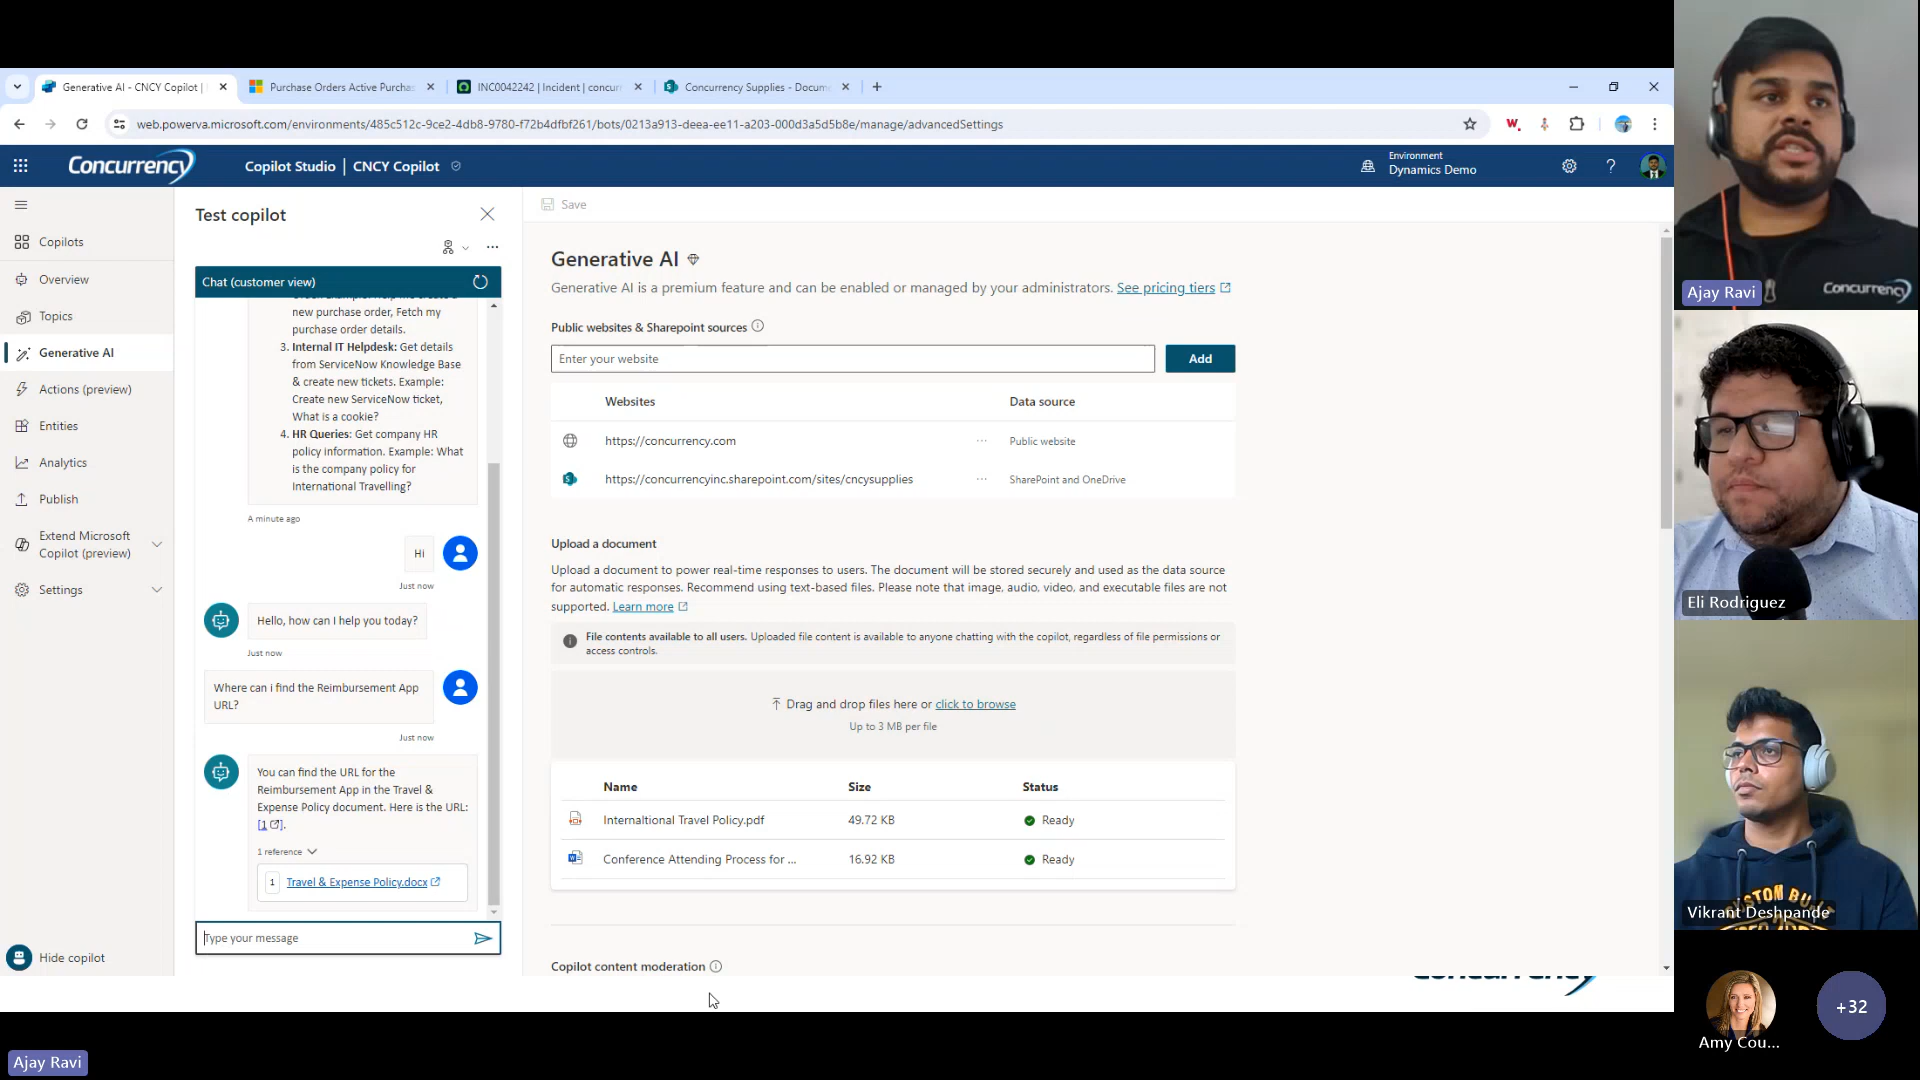 Generative AI - CNCY Copilot |
Purchase Orders Active Purcha
INC0042242 | Incident | concur
Concurrency Supplies - Docum
web.powerva.microsoft.com/environments/485c512c-9ce2-4db8-9780-f72b4dfbf261/bots/0213a913-deea-ee11-a203-000d3a5d5b8e/manage/advancedSettings
Concurrency
Copilot Studio | CNCY Copilot
Environment
Dynamics Demo
Copilots
Overview
Topics
Generative AI
Actions (preview)
Entities
Analytics
Publish
Extend Microsoft
Copilot (preview)
Settings
Hide copilot
Test copilot
Chat (customer view)
new purchase order, Fetch my
purchase order details.
3. Internal IT Helpdesk: Get details
from ServiceNow Knowledge Base
& create new tickets. Example:
Create new ServiceNow ticket,
What is a cookie?
4. HR Queries: Get company HR
policy information. Example: What
is the company policy for
International Travelling?
A minute ago
Hi
Just now
Hello, how can I help you today?
Just now
Where can i find the Reimbursement App
URL?
Just now
You can find the URL for the
Reimbursement App in the Travel &
Expense Policy document. Here is the URL:
[1].
1 reference
1 Travel & Expense Policy.docx
Type your message
Save
Generative AI
Generative AI is a premium feature and can be enabled or managed by your administrators. See pricing tiers
Public websites & Sharepoint sources
Enter your website
Add
Websites Data source
https://concurrency.com ... Public website
https://concurrencyinc.sharepoint.com/sites/cncysupplies ... SharePoint and OneDrive
Upload a document
Upload a document to power real-time responses to users. The document will be stored securely and used as the data source
for automatic responses. Recommend using text-based files. Please note that image, audio, video, and executable files are not
supported. Learn more
File contents available to all users. Uploaded file content is available to anyone chatting with the copilot, regardless of file permissions or
access controls.
Drag and drop files here or click to browse
Up to 3 MB per file
Name Size Status
Internaltional Travel Policy.pdf 49.72 KB Ready
Conference Attending Process for ... 16.92 KB Ready
Copilot content moderation
Concurrency
Ajay Ravi
Concurrency
Eli Rodriguez
CUSTOM BUIL
Vikrant Deshpande
Amy Cou...
+32
Ajay Ravi